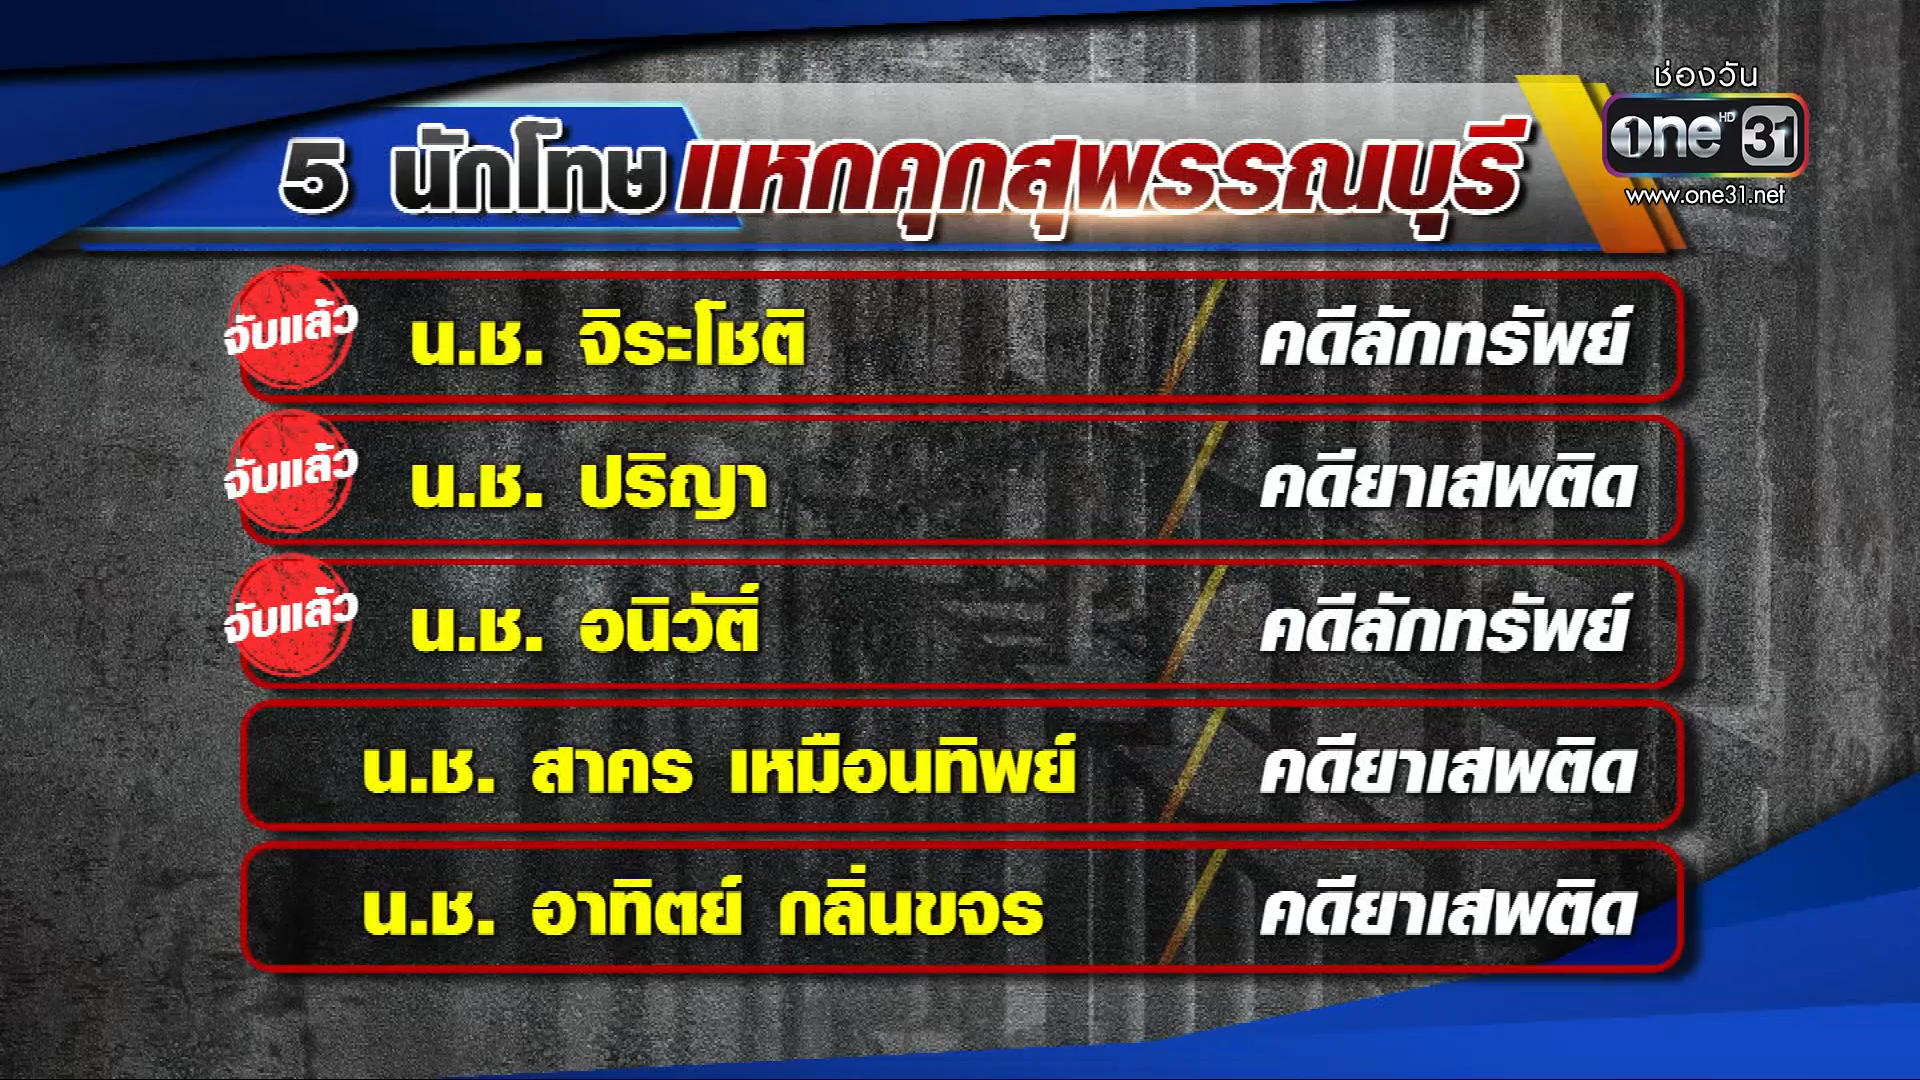 ช่องวัน
one HD 31
www.one31.net
5 นักโทษแหกคุกสุพรรณบุรี
จับแล้ว น.ช. จิระโชติ คดีลักทรัพย์
จับแล้ว น.ช. ปริญา คดียาเสพติด
จับแล้ว น.ช. อนิวัติ์ คดีลักทรัพย์
น.ช. สาคร เหมือนทิพย์ คดียาเสพติด
น.ช. อาทิตย์ กลิ่นขจร คดียาเสพติด